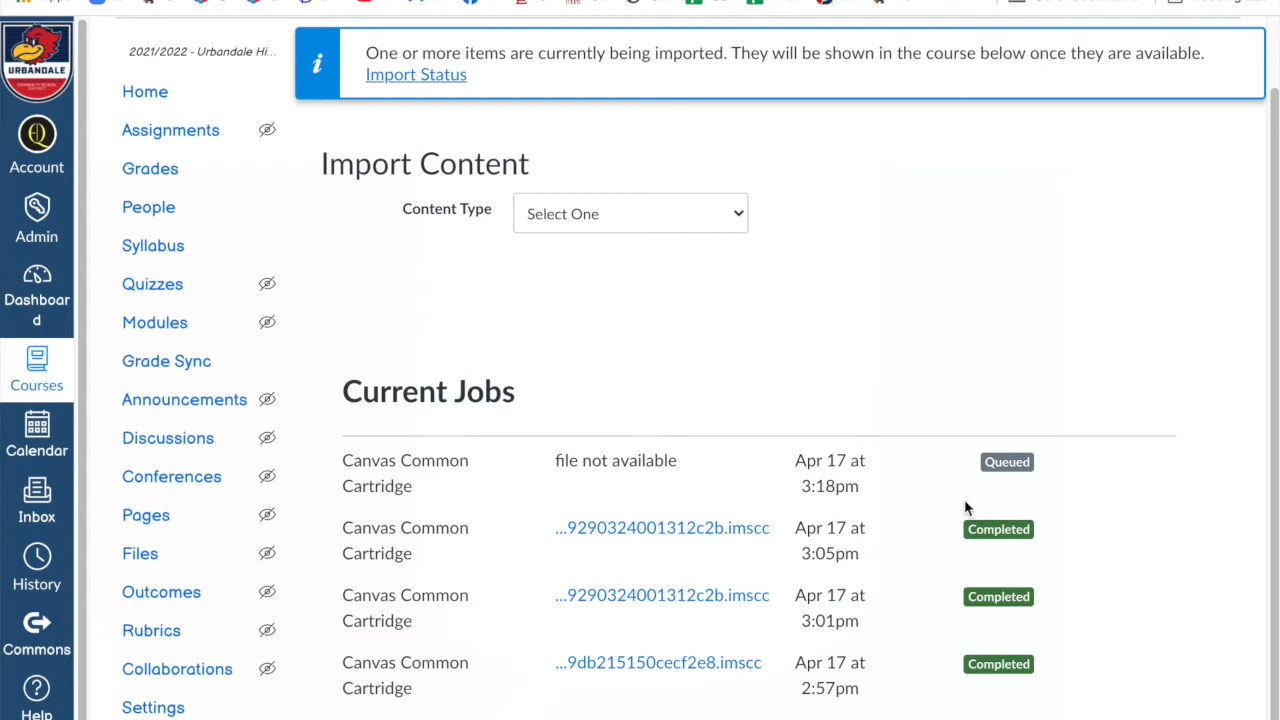 2021/2022 - Urbandale Hi...
URBANDALE
Account
Admin
Dashboar
d
Courses
Calendar
Inbox
History
Commons
Help
Home
Assignments
Grades
People
Syllabus
Quizzes
Modules
Grade Sync
Announcements
Discussions
Conferences
Pages
Files
Outcomes
Rubrics
Collaborations
Settings
One or more items are currently being imported. They will be shown in the course below once they are available.
Import Status
Import Content
Content Type Select One
Current Jobs
Canvas Common file not available Apr 17 at Queued
Cartridge 3:18pm
Canvas Common ...9290324001312c2b.imscc Apr 17 at Completed
Cartridge 3:05pm
Canvas Common ...9290324001312c2b.imscc Apr 17 at Completed
Cartridge 3:01pm
Canvas Common ...9db215150cecf2e8.imscc Apr 17 at Completed
Cartridge 2:57pm